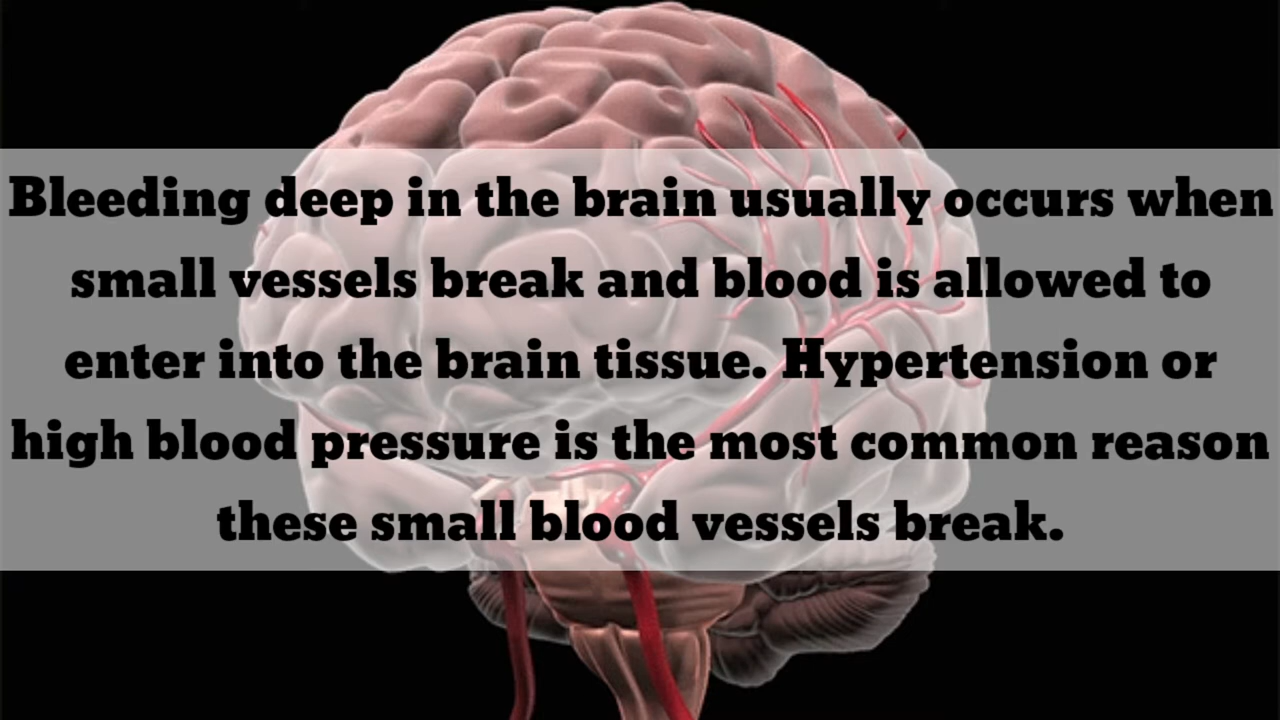 Bleeding deep in the brain usually occurs when
small vessels break and blood is allowed to
enter into the brain tissue. Hypertension or
high blood pressure is the most common reason
these small blood vessels break.